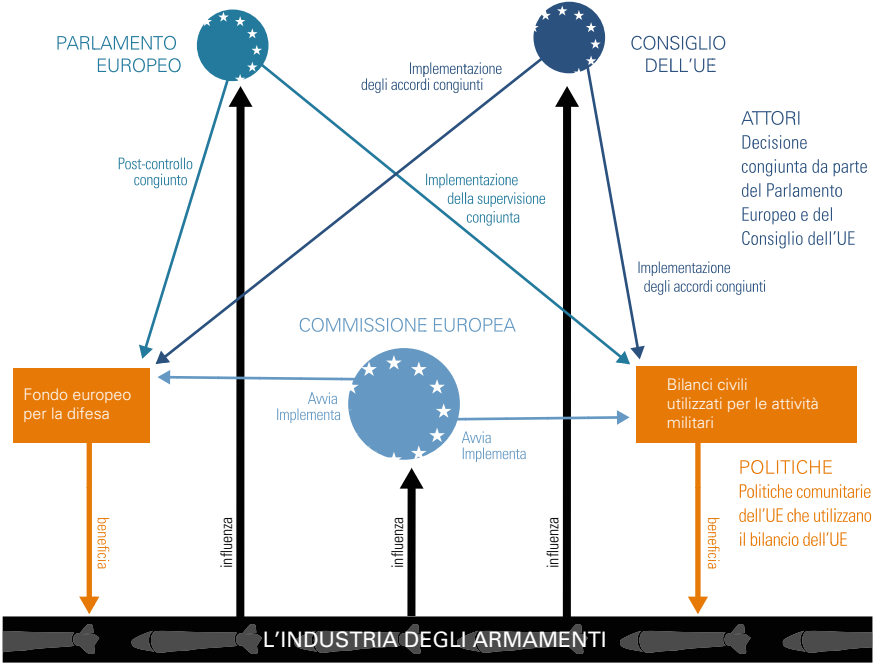 PARLAMENTO
EUROPEO
CONSIGLIO
DELL'UE
Implementazione
degli accordi congiunti
ATTORI
Decisione
congiunta da parte
del Parlamento
Europeo e del
Consiglio dell'UE
Post-controllo
congiunto
Implementazione
della supervisione
congiunta
Implementazione
degli accordi congiunti
COMMISSIONE EUROPEA
Fondo europeo
per la difesa
Avvia
Implementa
Avvia
Implementa
Bilanci civili
utilizzati per le attività
militari
POLITICHE
Politiche comunitarie
dell'UE che utilizzano
il bilancio dell'UE
beneficia
influenza
influenza
influenza
beneficia
L'INDUSTRIA DEGLI ARMAMENTI